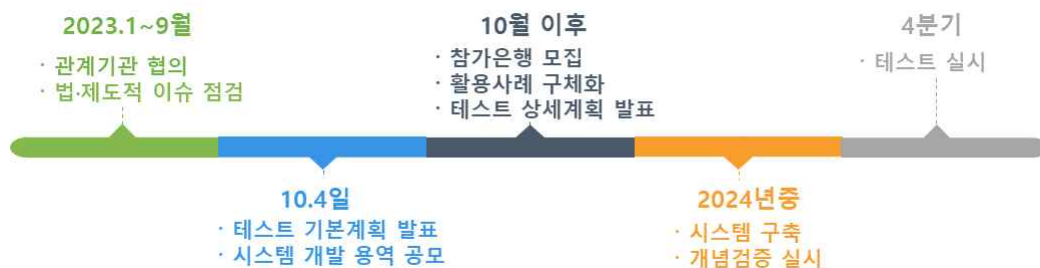 2023.1~9월
· 관계기관 협의
· 법·제도적 이슈 점검
10.4일
· 테스트 기본계획 발표
· 시스템 개발 용역 공모
10월 이후
· 참가은행 모집
· 활용사례 구체화
· 테스트 상세계획 발표
2024년중
· 시스템 구축
· 개념검증 실시
4분기
· 테스트 실시